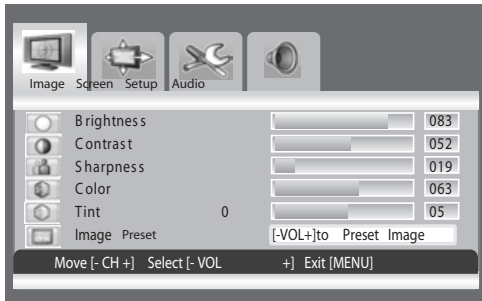 Image Screen Setup Audio
Brightness 083
Contrast 052
Sharpness 019
Color 063
Tint 0 05
Image Preset [-VOL+]to Preset Image
Move [- CH +] Select [- VOL +] Exit [MENU]